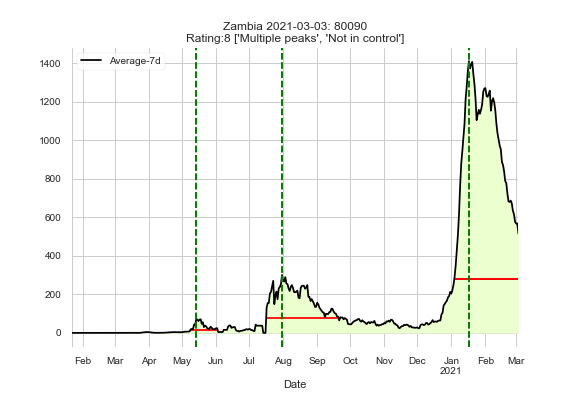 Zambia 2021-03-03: 80090
Rating:8 ['Multiple peaks', 'Not in control']
Average-7d
1400
1200
1000
800
600
400
200
0
Feb Mar Apr May Jun Jul Aug Sep Oct Nov Dec Jan Feb Mar
2021
Date